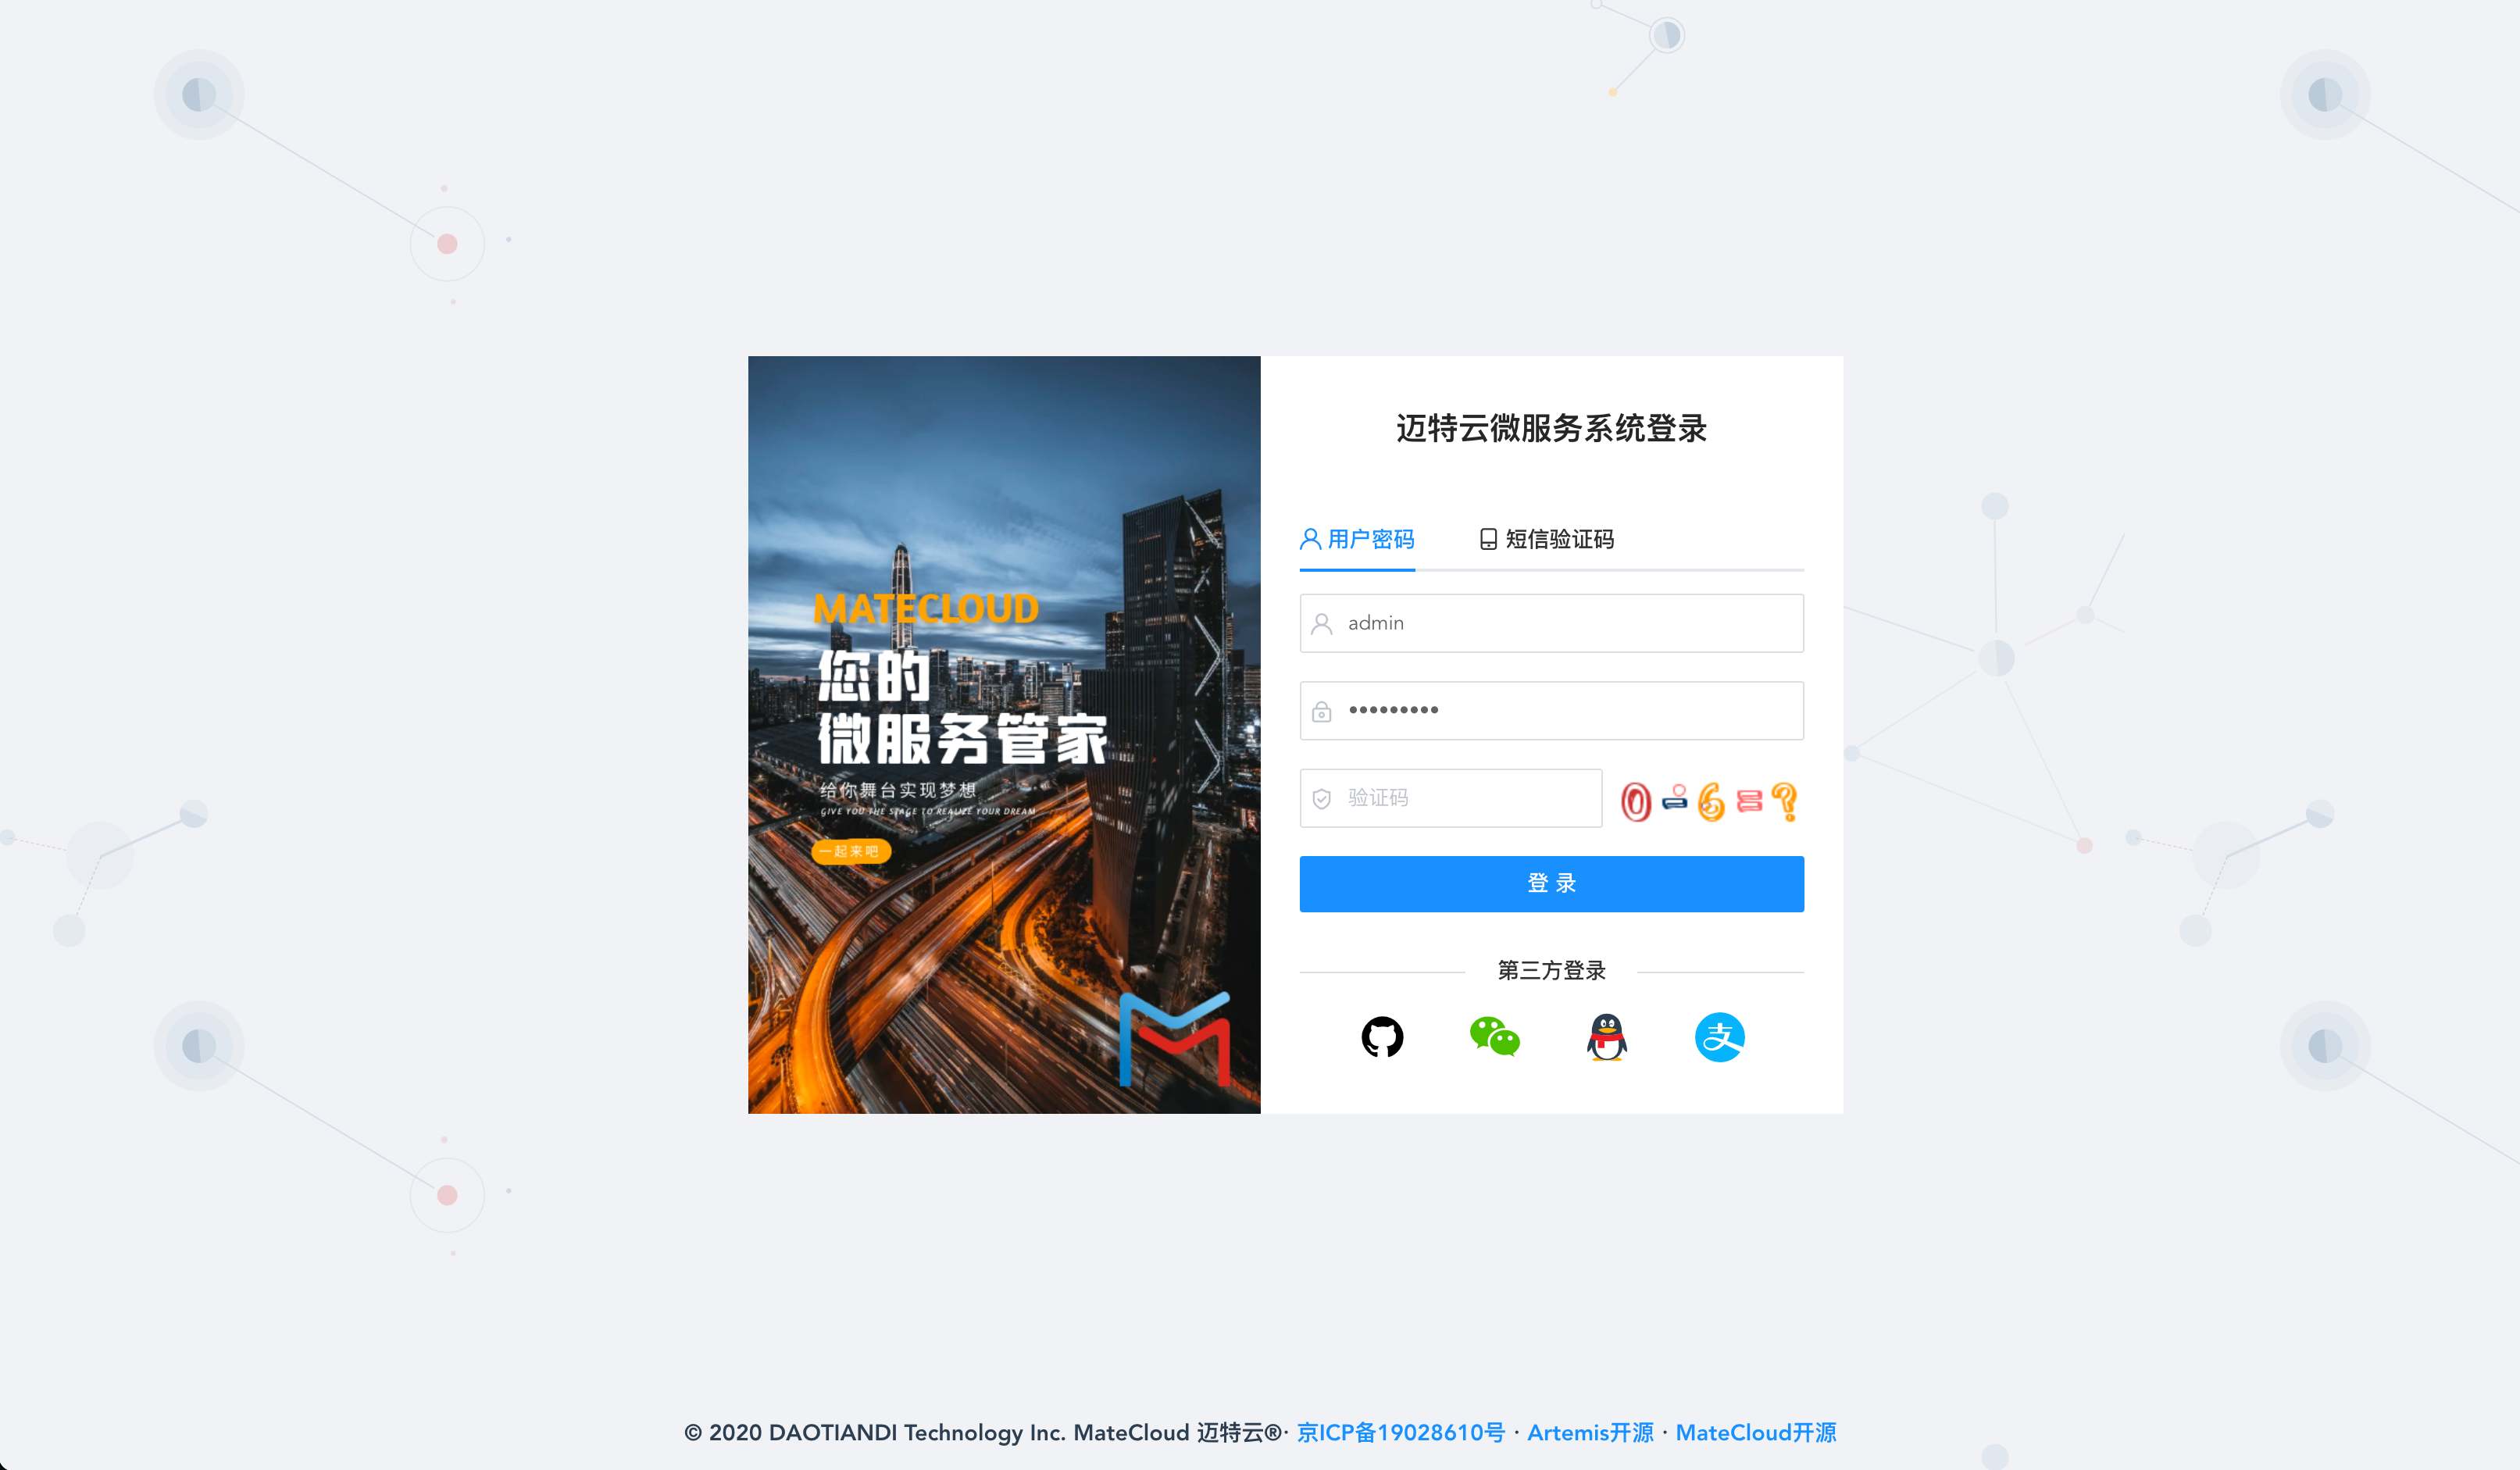 MATECLOUD
您的
微服务管家
给你舞台实现梦想
GIVE YOU THE STAGE TO REALIZE YOUR DREAM
一起来吧
迈特云微服务系统登录
用户密码 短信验证码
admin
•••••••••
验证码 0-6=?
登 录
第三方登录
支
© 2020 DAOTIANDI Technology Inc. MateCloud 迈特云®· 京ICP备19028610号 · Artemis开源 · MateCloud开源